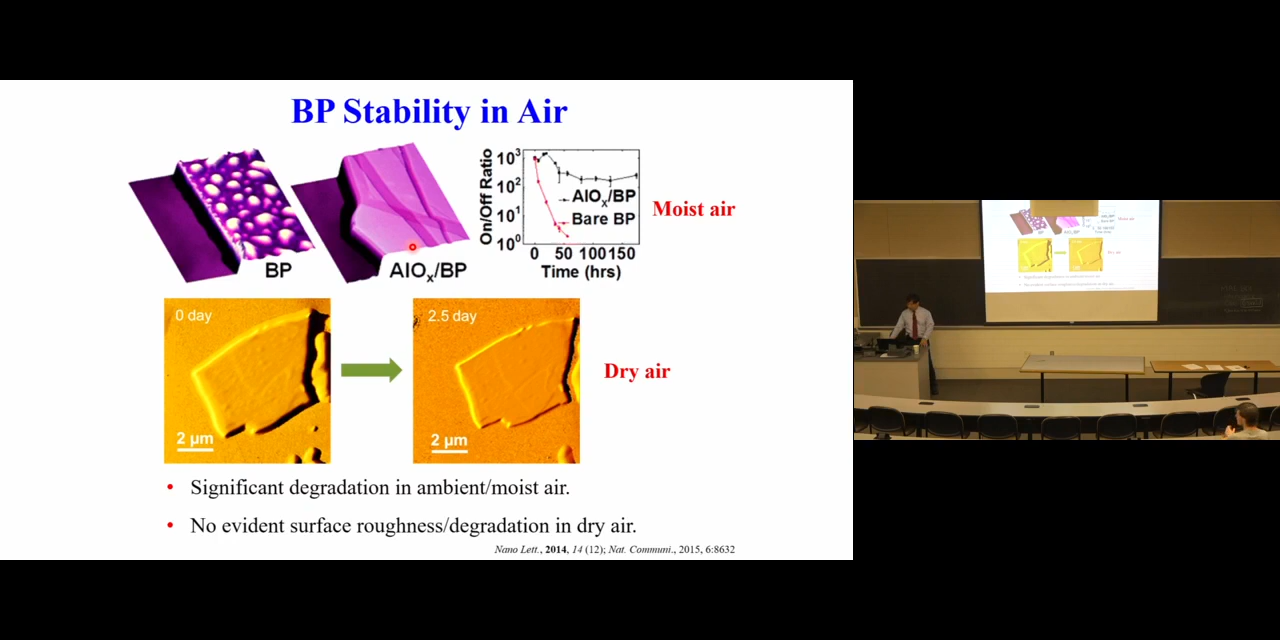 BP Stability in Air
BP
AlOx/BP
On/Off Ratio
10³
10²
10¹
10⁰
AlOx/BP
Bare BP
0 50 100 150
Time (hrs)
Moist air
0 day
2 µm
2.5 day
2 µm
Dry air
• Significant degradation in ambient/moist air.
• No evident surface roughness/degradation in dry air.
Nano Lett., 2014, 14 (12); Nat. Communi., 2015, 6:8632